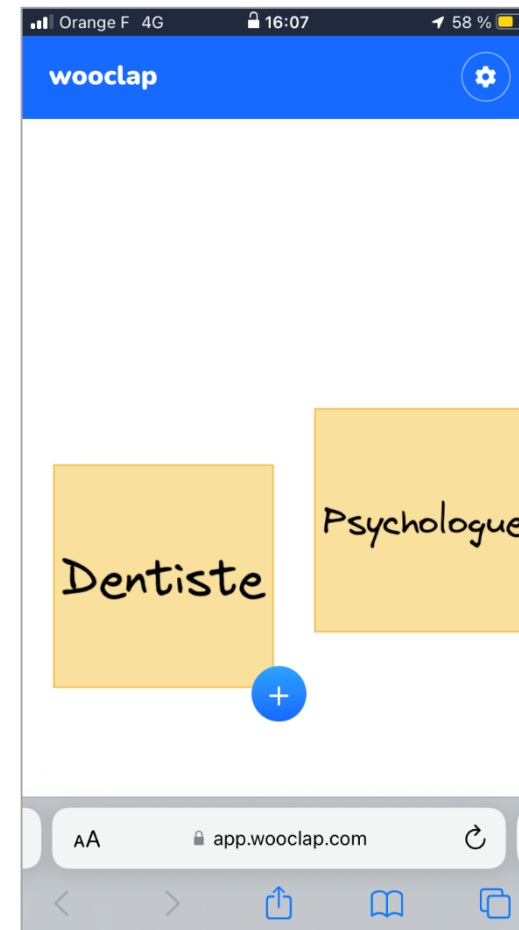 Orange F 4G 16:07 58 %
wooclap
Psychologue
Dentiste
+
AA app.wooclap.com